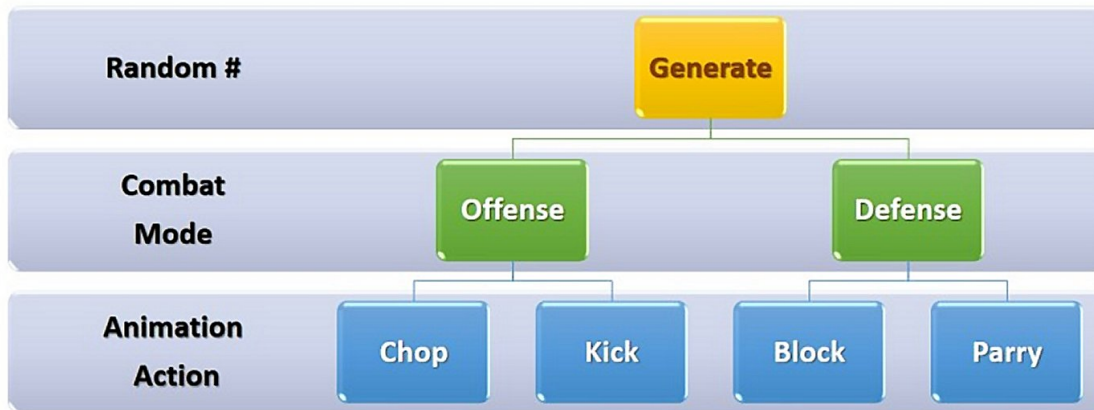 Random #
Generate
Combat
Mode
Offense
Defense
Animation
Action
Chop
Kick
Block
Parry